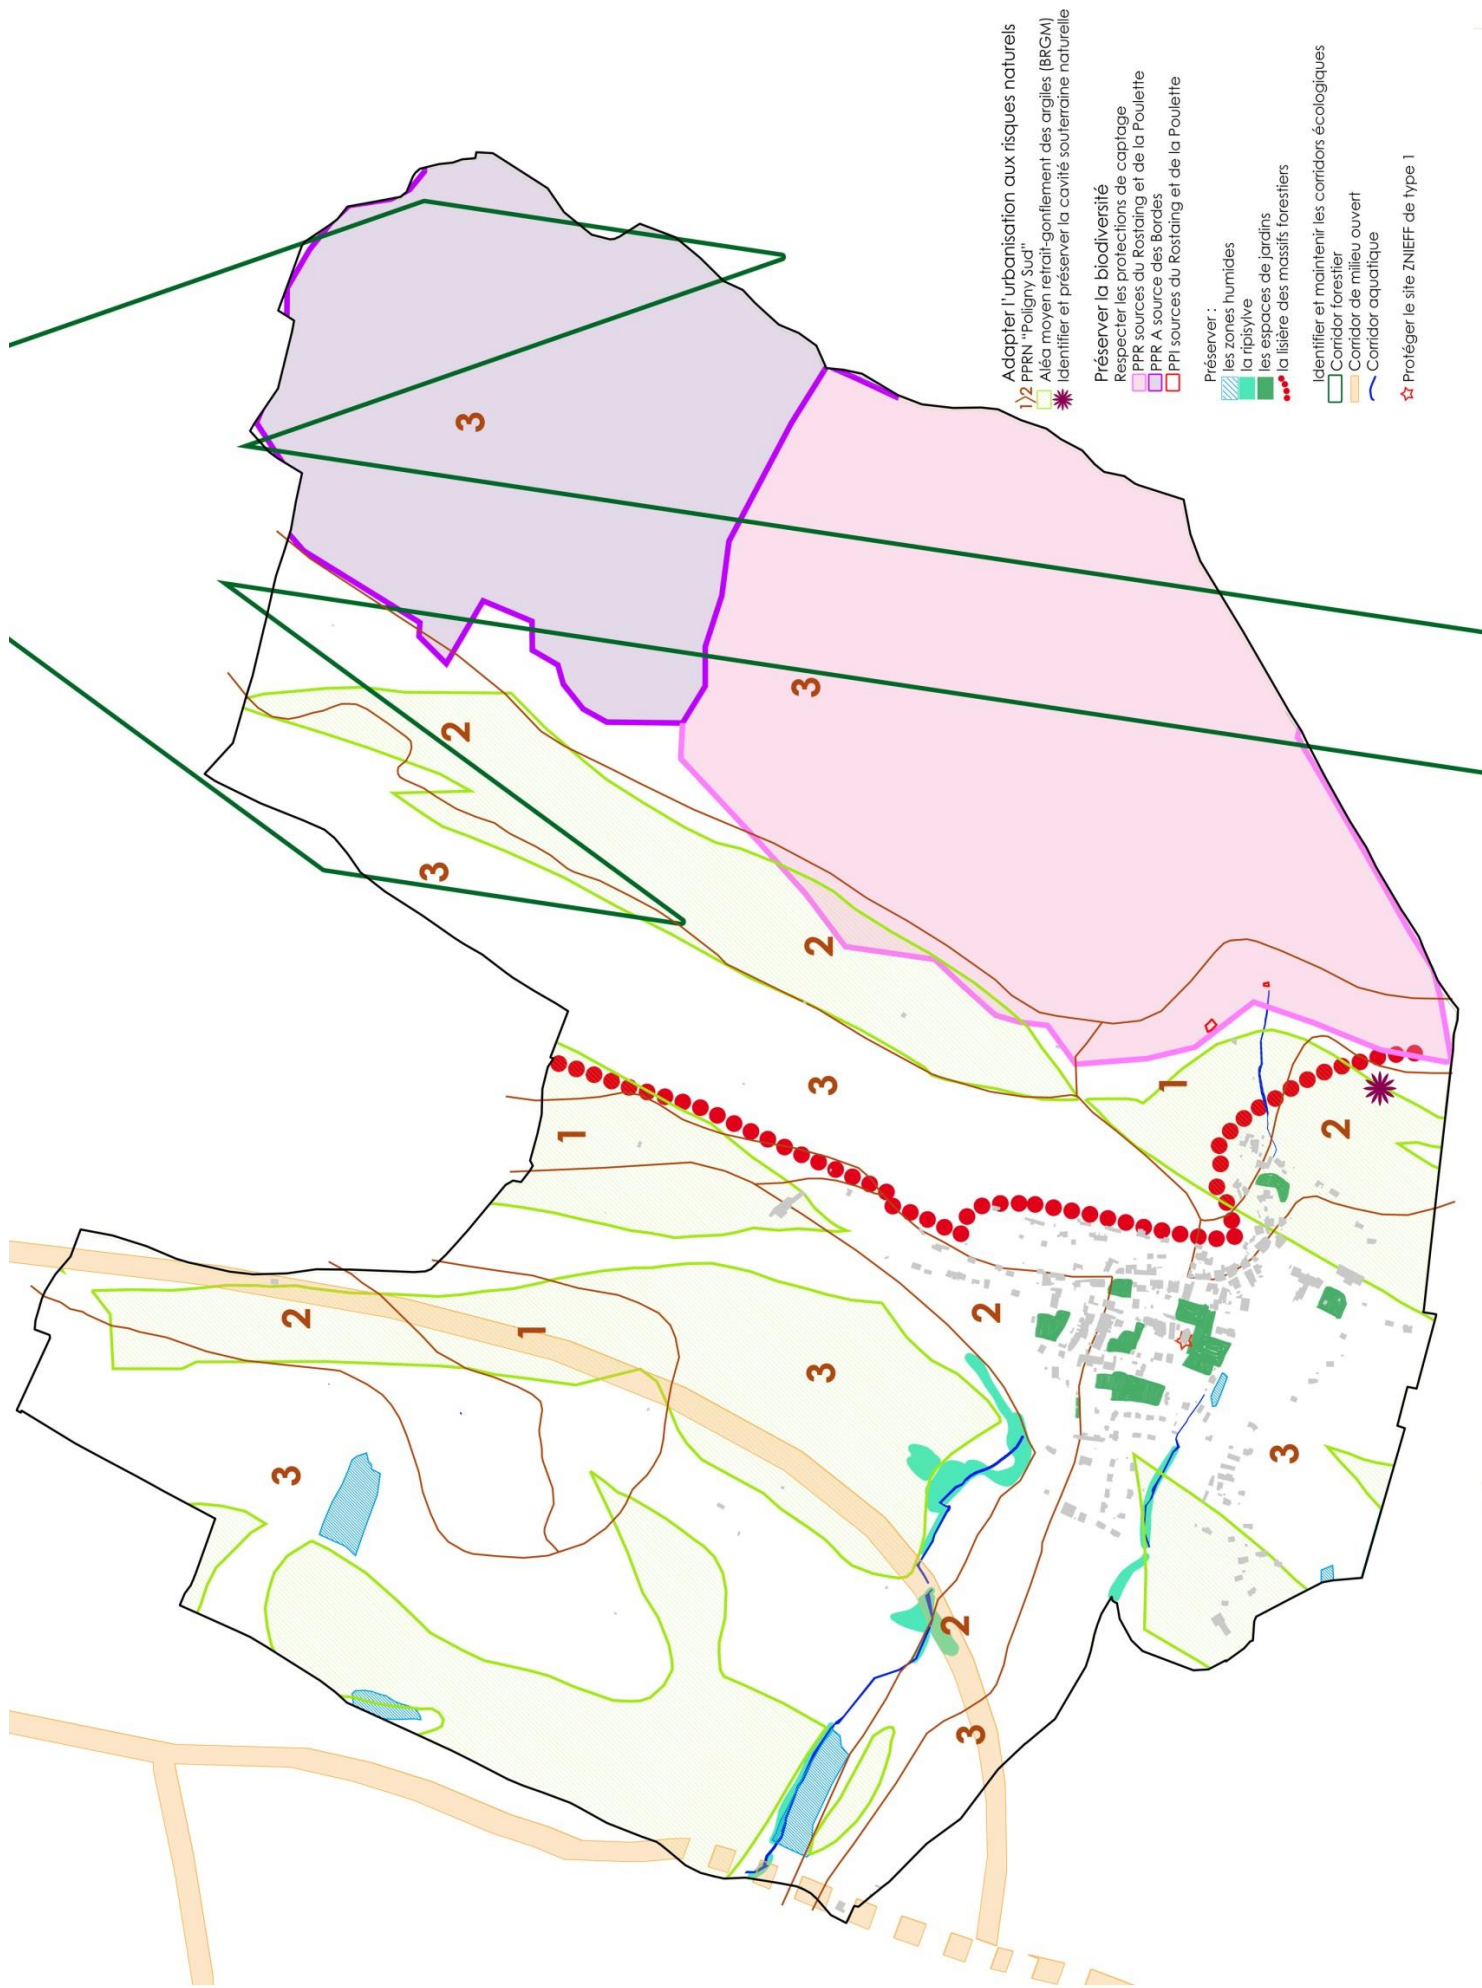 3
2
3
2
3
1
1
3
3
3
2
3
2
2
1
3
2
Adapter l'urbanisation aux risques naturels
1 2 PPRN "Poligny Sud"
Aléa moyen retrait-gonflement des argiles (BRGM)
Identifier et préserver la cavité souterraine naturelle
Préserver la biodiversité
Respecter les protections de captage
PPR sources du Rostaing et de la Poulette
PPR A source des Bordes
PPI sources du Rostaing et de la Poulette
Préserver :
les zones humides
la ripisylve
les espaces de jardins
la lisière des massifs forestiers
Identifier et maintenir les corridors écologiques
Corridor forestier
Corridor de milieu ouvert
Corridor aquatique
Protéger le site ZNIEFF de type 1